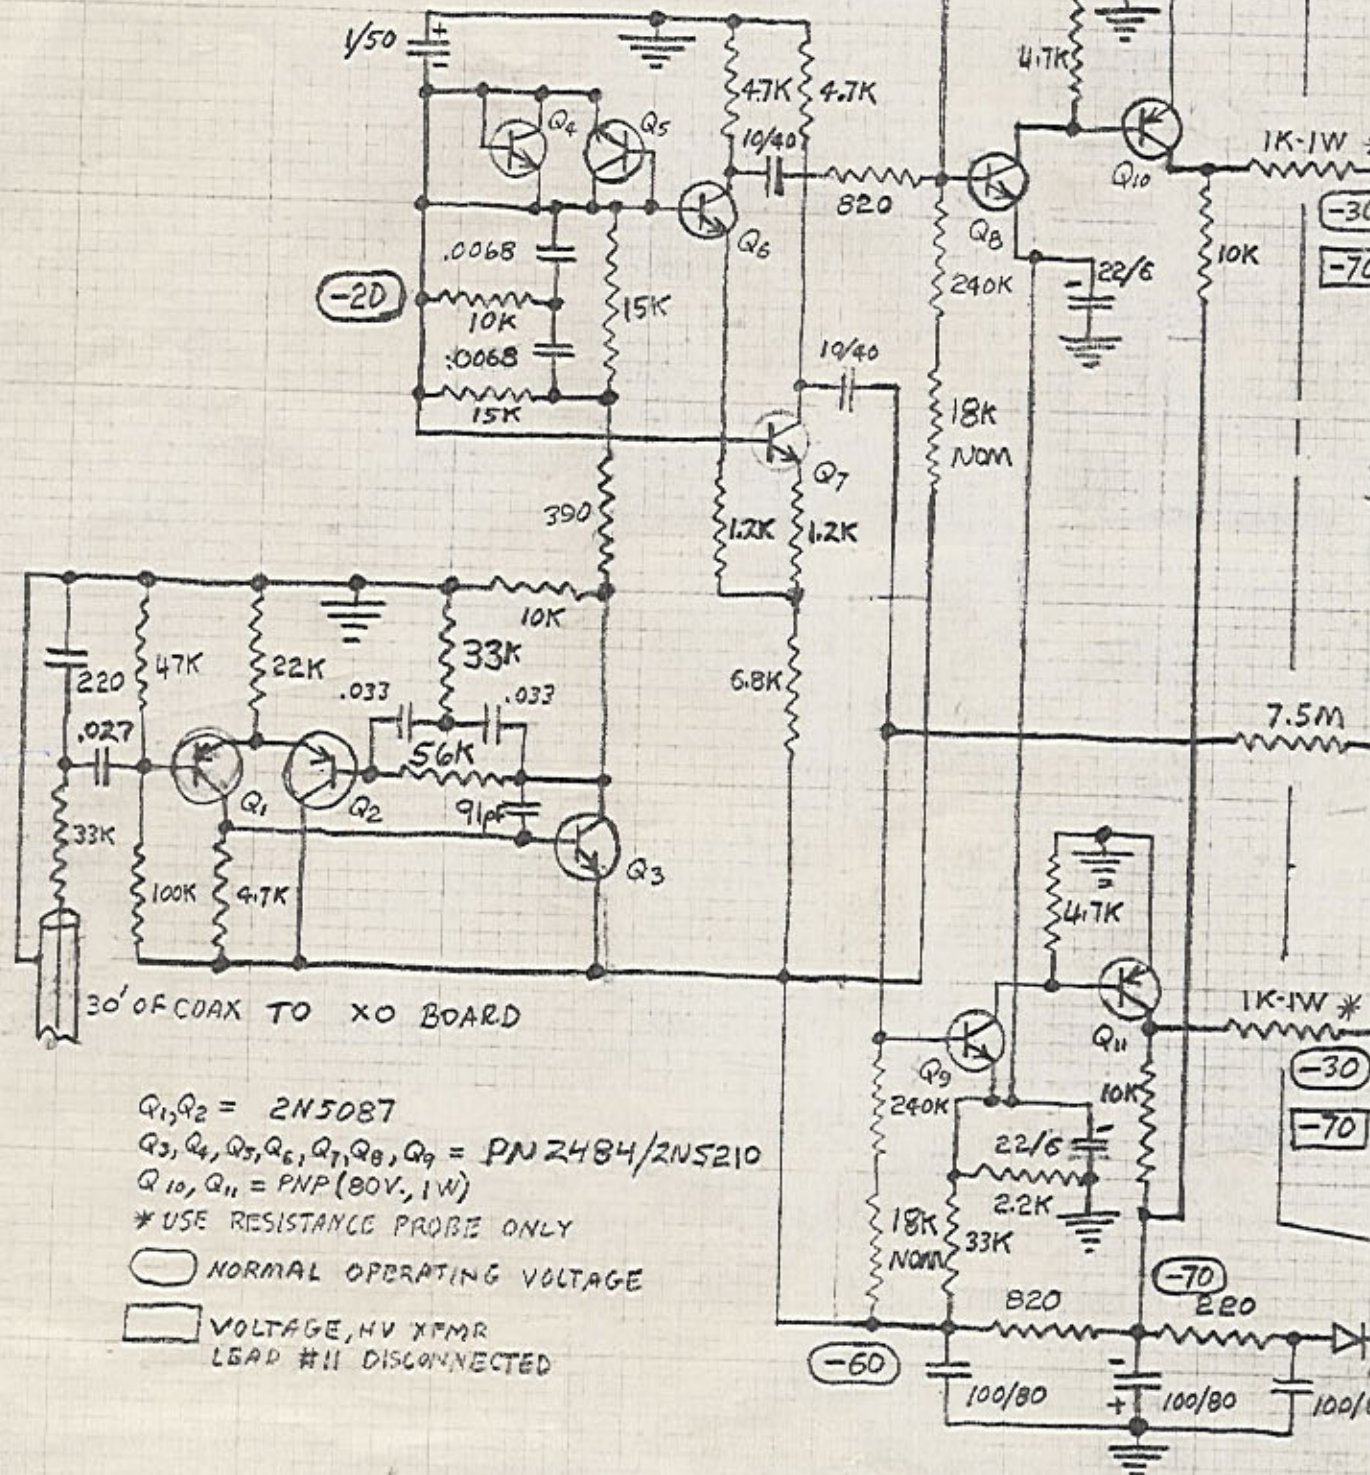 1/50
4.7K
Q4
Q5
4.7K
4.7K
10/40
1K-1W *
Q10
820
Q6
Q8
.0068
-20
10K
15K
240K
22/6
10K
-30
-70
.0068
15K
10/40
18K
NOM
Q7
390
1.2K
1.2K
10K
220
47K
22K
33K
.033
.033
6.8K
7.5M
.027
56K
Q1
Q2
91pF
Q3
33K
100K
4.7K
4.7K
30' OF COAX TO XO BOARD
1K-1W *
Q9
Q11
-30
240K
10K
-70
Q1,Q2 = 2N5087
Q3, Q4, Q5, Q6, Q7, Q8, Q9 = PN2484/2N5210
Q10, Q11 = PNP (80V., 1W)
* USE RESISTANCE PROBE ONLY
NORMAL OPERATING VOLTAGE
VOLTAGE, HV XFMR
LEAD #11 DISCONNECTED
22/6
2.2K
18K
NOM
33K
-70
820
220
-60
100/80
100/80
100/